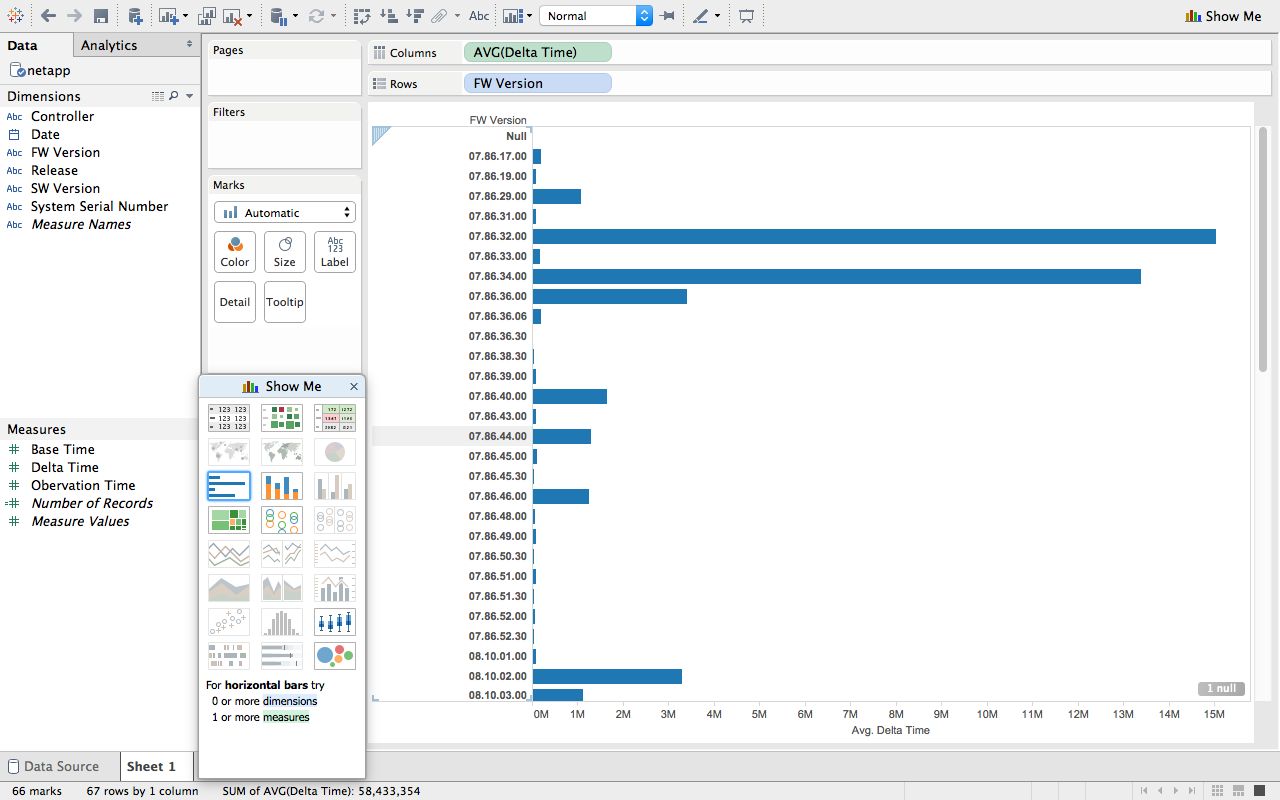 Abc
Normal
Show Me
Data
Analytics
netapp
Dimensions
Abc Controller
Date
Abc FW Version
Abc Release
Abc SW Version
Abc System Serial Number
Abc Measure Names
Measures
# Base Time
# Delta Time
# Obervation Time
=# Number of Records
# Measure Values
Pages
Filters
Marks
Automatic
Color
Size
Abc
123
Label
Detail
Tooltip
Columns
AVG(Delta Time)
Rows
FW Version
FW Version
Null
07.86.17.00
07.86.19.00
07.86.29.00
07.86.31.00
07.86.32.00
07.86.33.00
07.86.34.00
07.86.36.00
07.86.36.06
07.86.36.30
07.86.38.30
07.86.39.00
07.86.40.00
07.86.43.00
07.86.44.00
07.86.45.00
07.86.45.30
07.86.46.00
07.86.48.00
07.86.49.00
07.86.50.30
07.86.51.00
07.86.51.30
07.86.52.00
07.86.52.30
08.10.01.00
08.10.02.00
08.10.03.00
1 null
0M 1M 2M 3M 4M 5M 6M 7M 8M 9M 10M 11M 12M 13M 14M 15M
Avg. Delta Time
Show Me
123 123
123 123
123 123
For horizontal bars try
0 or more dimensions
1 or more measures
Data Source
Sheet 1
66 marks
67 rows by 1 column
SUM of AVG(Delta Time): 58,433,354